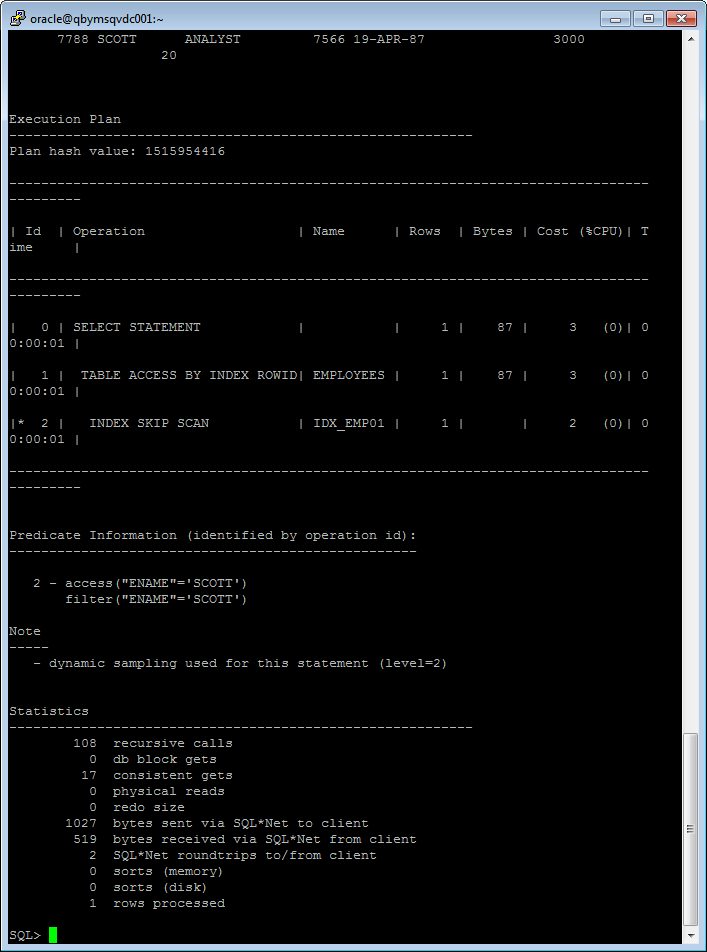 oracle@qbymsqvdc001:~
      7788 SCOTT      ANALYST         7566 19-APR-87                3000
                   20
Execution Plan
----------------------------------------------------------
Plan hash value: 1515954416
--------------------------------------------------------------------------------
---------
| Id  | Operation                   | Name      | Rows  | Bytes | Cost (%CPU)| T
ime     |
--------------------------------------------------------------------------------
---------
|   0 | SELECT STATEMENT            |           |     1 |    87 |     3   (0)| 0
0:00:01 |
|   1 |  TABLE ACCESS BY INDEX ROWID| EMPLOYEES |     1 |    87 |     3   (0)| 0
0:00:01 |
|*  2 |   INDEX SKIP SCAN           | IDX_EMP01 |     1 |       |     2   (0)| 0
0:00:01 |
--------------------------------------------------------------------------------
---------
Predicate Information (identified by operation id):
---------------------------------------------------
   2 - access("ENAME"='SCOTT')
       filter("ENAME"='SCOTT')
Note
-----
   - dynamic sampling used for this statement (level=2)
Statistics
----------------------------------------------------------
        108  recursive calls
          0  db block gets
         17  consistent gets
          0  physical reads
          0  redo size
       1027  bytes sent via SQL*Net to client
        519  bytes received via SQL*Net from client
          2  SQL*Net roundtrips to/from client
          0  sorts (memory)
          0  sorts (disk)
          1  rows processed
SQL>